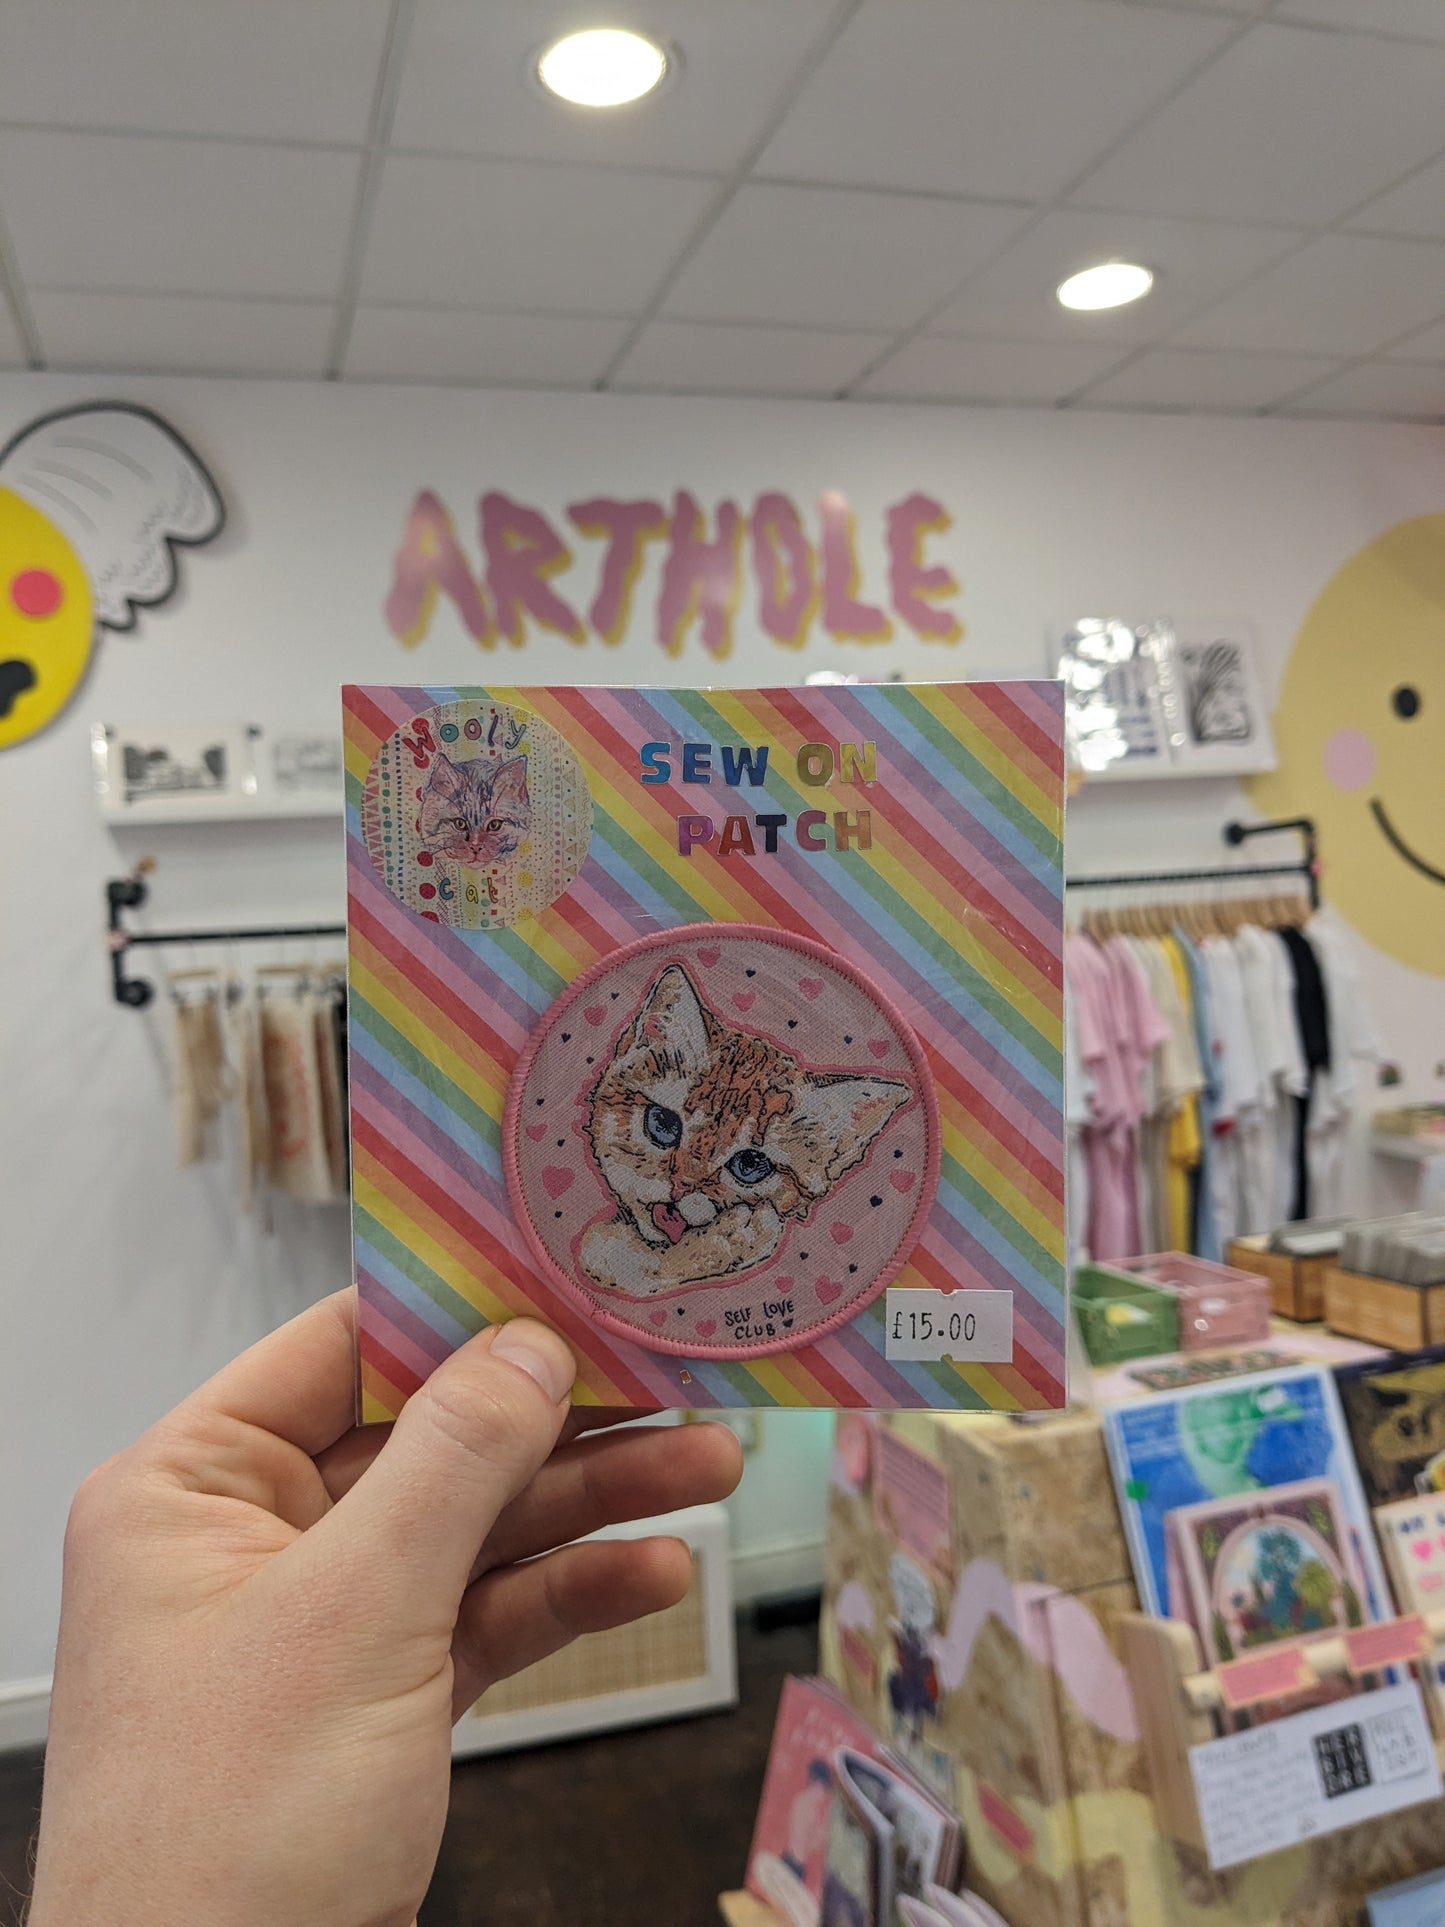 ARTHOLE
Wooly
cat
SEW ON
PATCH
SELF LOVE
CLUB
£15.00